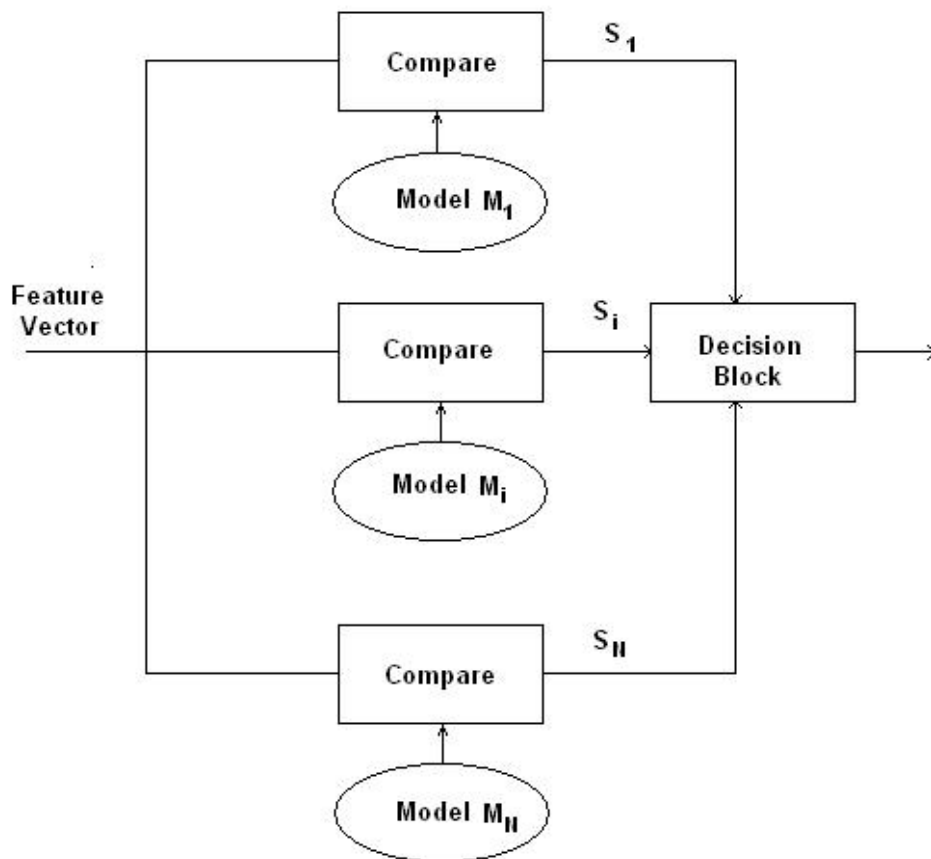 S1
Compare
Model M1
Feature
Vector
Si
Compare
Decision
Block
Model Mi
SN
Compare
Model MN